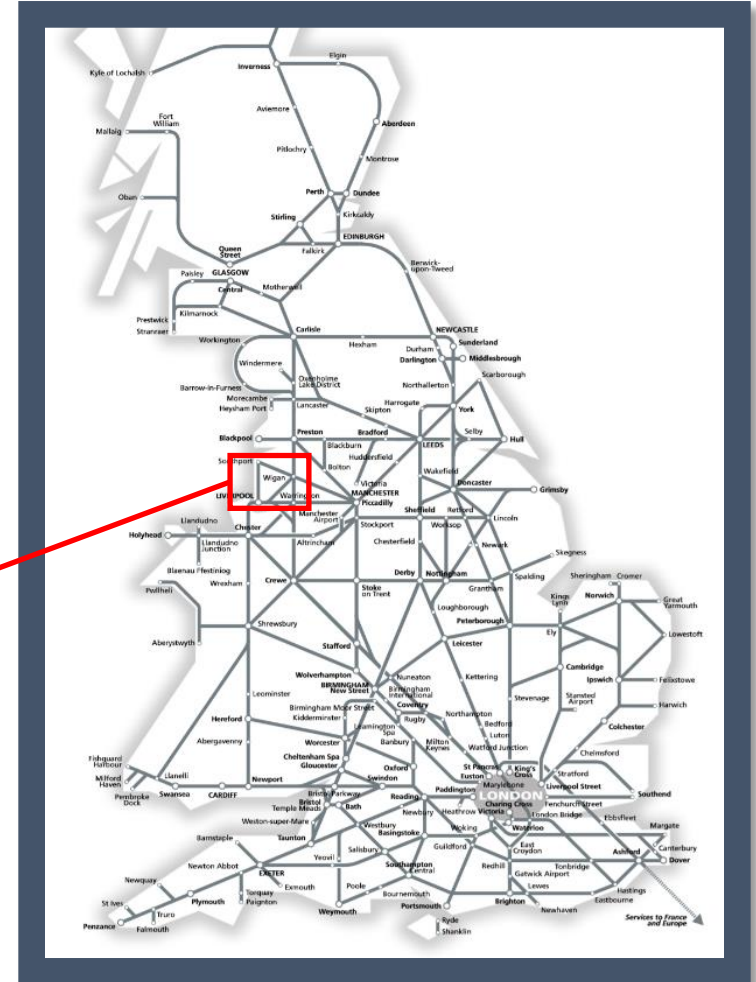 Elgin
Inverness
Kyle of Lochalsh
Aviemore
Fort
William
Mallaig
Aberdeen
Pitlochry
Montrose
Perth
Dundee
Oban
Stirling
Kirkcaldy
EDINBURGH
Queen
Street
Falkirk
Berwick-
upon-Tweed
Paisley
GLASGOW
Central
Motherwell
Prestwick
Stranraer
Kilmarnock
Carlisle
NEWCASTLE
Workington
Hexham
Sunderland
Durham
Darlington
Middlesbrough
Windermere
Scarborough
Oxenholme
Lake District
Northallerton
Barrow-in-Furness
Morecambe
Heysham Port
Lancaster
Harrogate
Skipton
York
Preston
Bradford
Selby
Blackpool
Blackburn
LEEDS
Hull
Huddersfield
Southport
Bolton
Wakefield
Wigan
Victoria
Doncaster
LIVERPOOL
Warrington
MANCHESTER
Piccadilly
Grimsby
Manchester
Airport
Sheffield
Retford
Llandudno
Stockport
Worksop
Lincoln
Holyhead
Chester
Llandudno
Junction
Altrincham
Chesterfield
Newark
Skegness
Blaenau Ffestiniog
Derby
Nottingham
Pwllheli
Wrexham
Crewe
Stoke
on Trent
Grantham
Spalding
Sheringham
Cromer
Kings
Lynn
Norwich
Great
Yarmouth
Loughborough
Peterborough
Aberystwyth
Shrewsbury
Stafford
Leicester
Ely
Lowestoft
Wolverhampton
BIRMINGHAM
New Street
Nuneaton
Birmingham
International
Kettering
Cambridge
Ipswich
Felixstowe
Leominster
Birmingham Moor Street
Coventry
Stevenage
Stansted
Airport
Harwich
Kidderminster
Rugby
Northampton
Hereford
Leamington
Spa
Bedford
Colchester
Abergavenny
Worcester
Banbury
Milton
Keynes
Luton
Watford Junction
Chelmsford
Fishguard
Harbour
Cheltenham Spa
Gloucester
Oxford
St Pancras
Euston
King's
Cross
Stratford
Milford
Haven
Llanelli
Newport
Swindon
Marylebone
Liverpool Street
Pembroke
Dock
Swansea
CARDIFF
Bristol Parkway
Reading
Paddington
LONDON
Southend
Bristol
Temple Meads
Bath
Newbury
Heathrow
Charing Cross
Victoria
Fenchurch Street
London Bridge
Ebbsfleet
Weston-super-Mare
Westbury
Basingstoke
Woking
Waterloo
Margate
Barnstaple
Taunton
Salisbury
Guildford
East
Croydon
Canterbury
Newton Abbot
Yeovil
Southampton
Central
Redhill
Tonbridge
Ashford
Dover
EXETER
Gatwick Airport
Newquay
Exmouth
Poole
Lewes
Hastings
St Ives
Plymouth
Torquay
Paignton
Bournemouth
Brighton
Eastbourne
Truro
Weymouth
Portsmouth
Newhaven
Penzance
Falmouth
Ryde
Shanklin
Services to France
and Europe